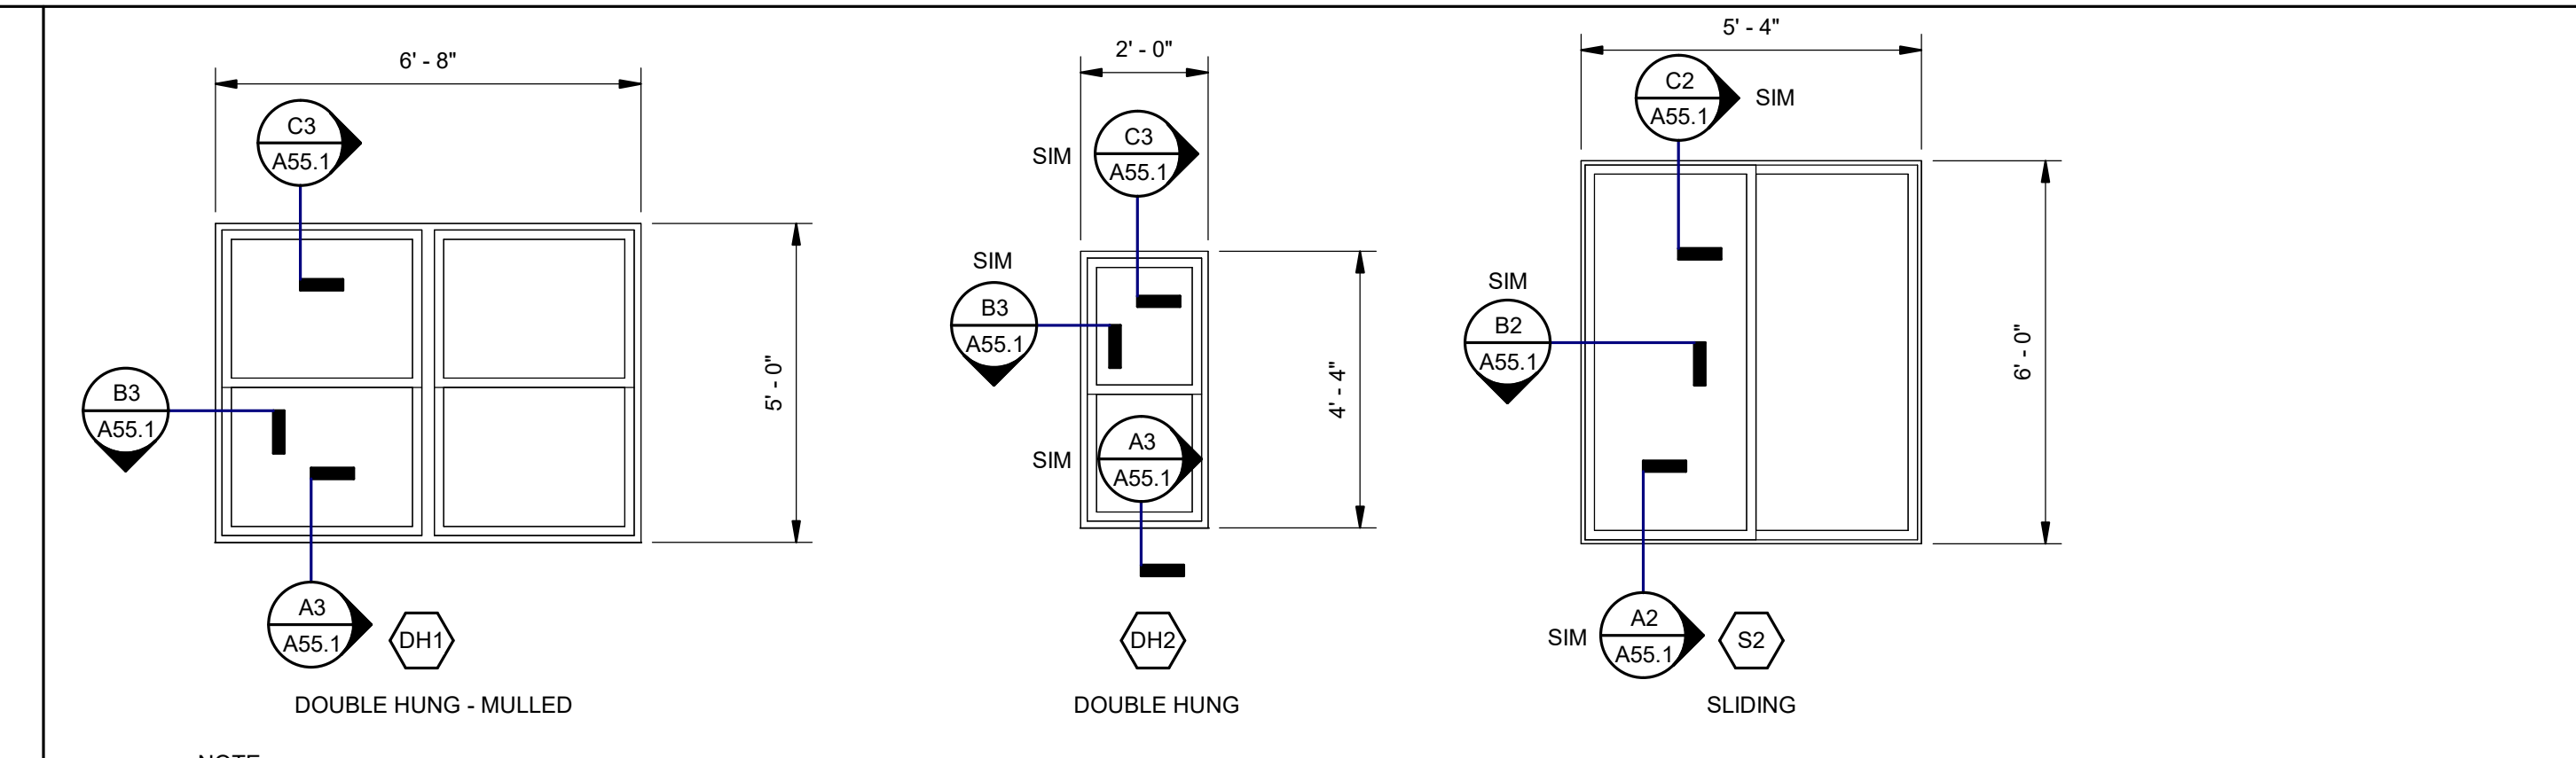 6' - 8"
C3
A55.1
B3
A55.1
5' - 0"
A3
A55.1
DH1
DOUBLE HUNG - MULLED
2' - 0"
SIM
C3
A55.1
SIM
B3
A55.1
4' - 4"
SIM
A3
A55.1
DH2
DOUBLE HUNG
5' - 4"
C2
A55.1
SIM
SIM
B2
A55.1
6' - 0"
SIM
A2
A55.1
S2
SLIDING
NOTE